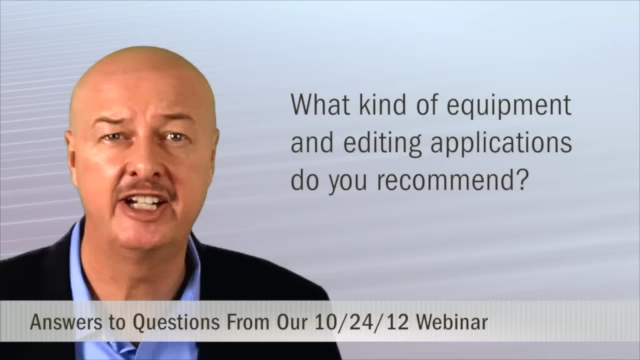 What kind of equipment
and editing applications
do you recommend?
Answers to Questions From Our 10/24/12 Webinar